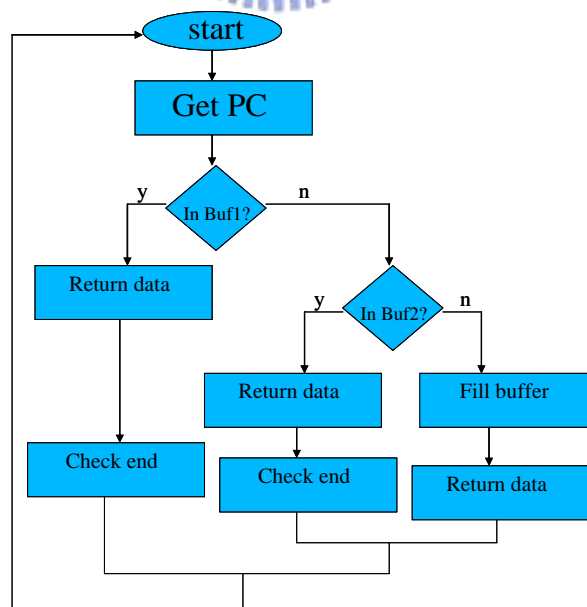 start
Get PC
y
n
In Buf1?
Return data
y
n
In Buf2?
Return data
Fill buffer
Check end
Check end
Return data